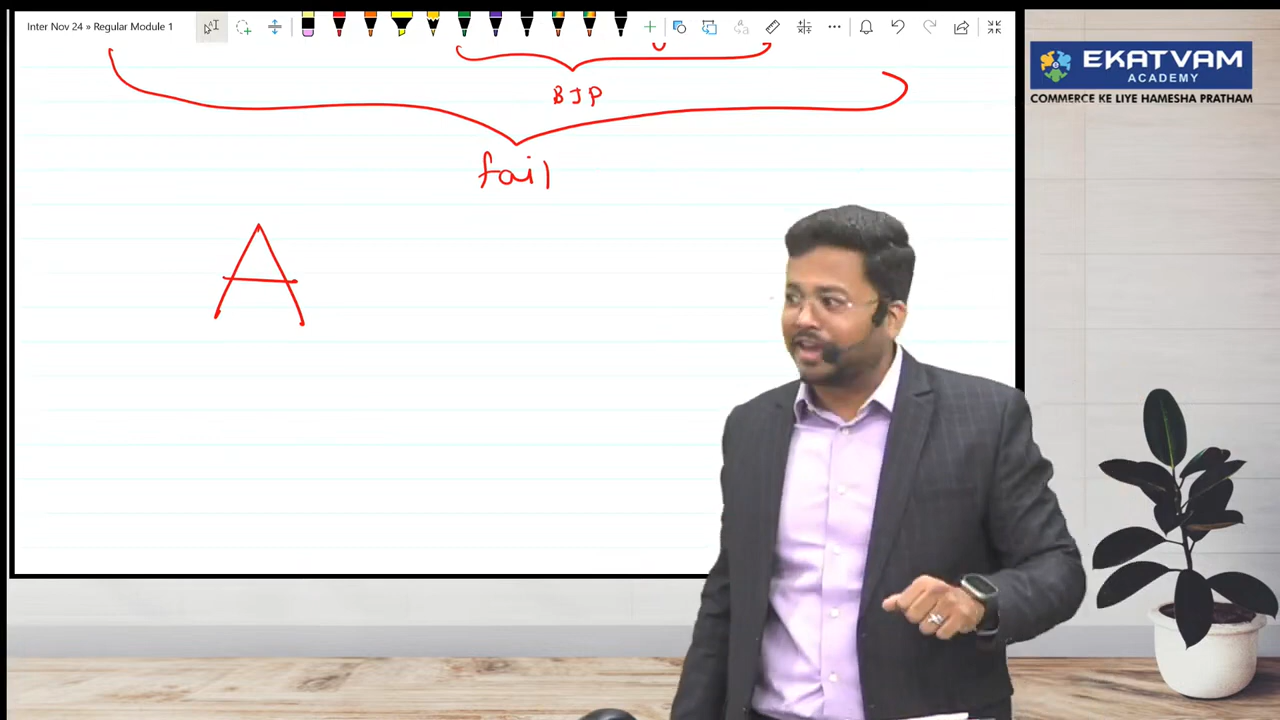 Inter Nov 24 » Regular Module 1
EKATVAM
ACADEMY
COMMERCE KE LIYE HAMESHA PRATHAM
BJP
fail
A